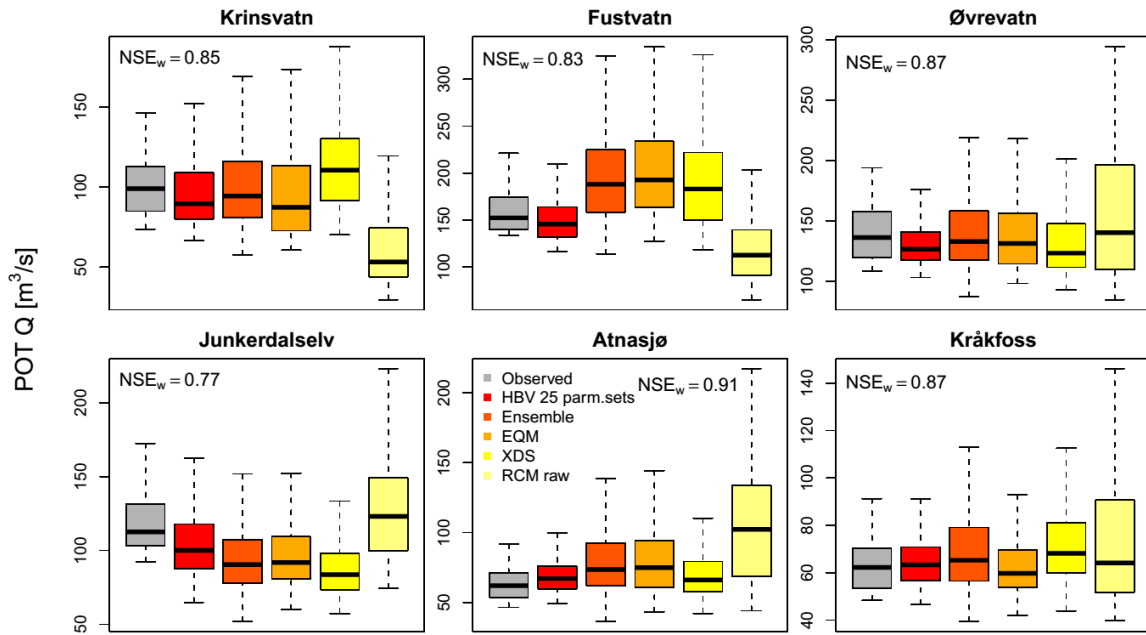 Krinsvatn
Fustvatn
Øvrevatn
POT Q [m³/s]
NSEw = 0.85
50
100
150
NSEw = 0.83
100
150
200
250
300
NSEw = 0.87
100
150
200
250
300
Junkerdalselv
Atnasjø
Kråkfoss
NSEw = 0.77
50
100
150
200
NSEw = 0.91
Observed
HBV 25 parm.sets
Ensemble
EQM
XDS
RCM raw
50
100
150
200
NSEw = 0.87
40
60
80
100
120
140